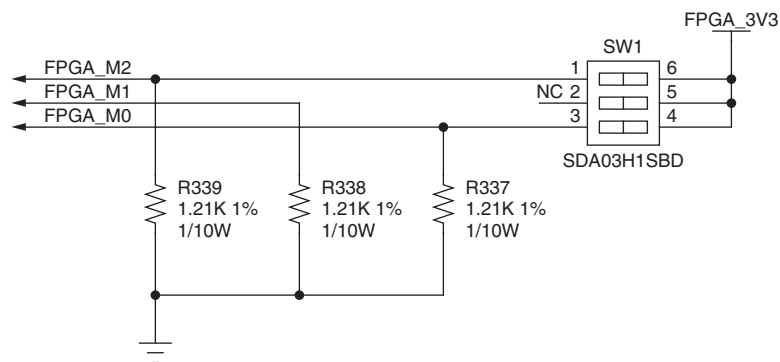 FPGA_3V3
SW1
FPGA_M2
1
6
FPGA_M1
NC 2
5
FPGA_M0
3
4
SDA03H1SBD
R339
1.21K 1%
1/10W
R338
1.21K 1%
1/10W
R337
1.21K 1%
1/10W